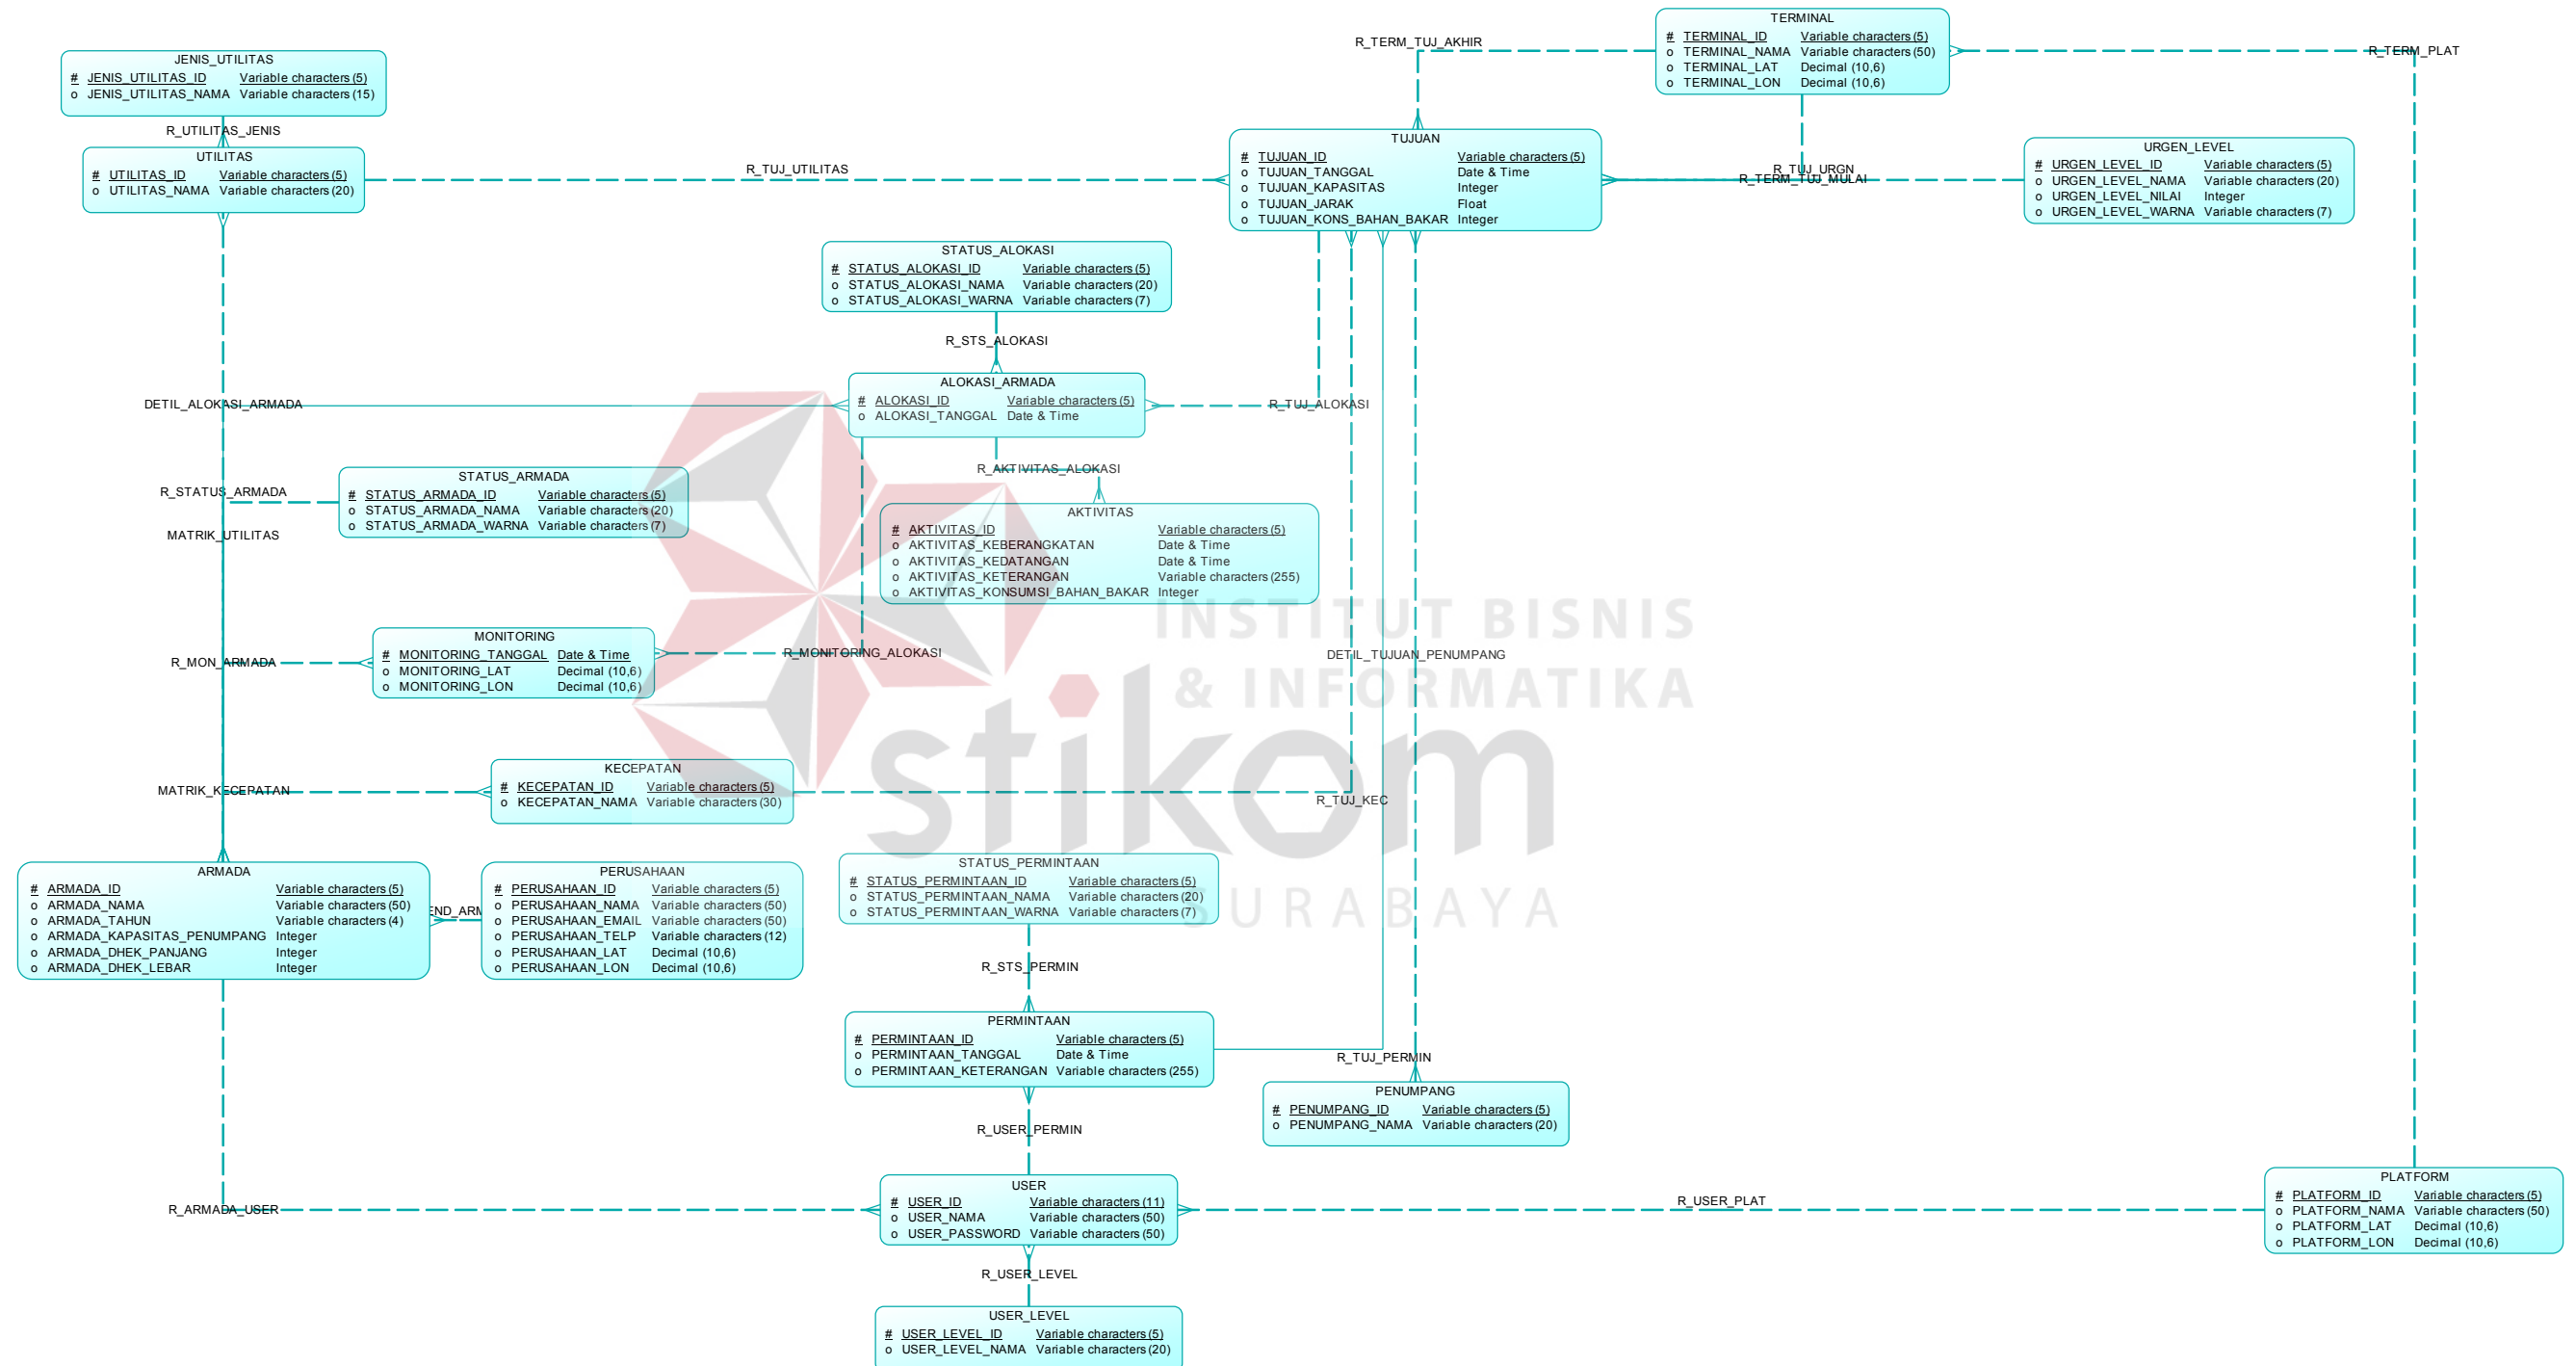 JENIS_UTILITAS
# JENIS_UTILITAS_ID Variable characters (5)
o JENIS_UTILITAS_NAMA Variable characters (15)
R_UTILITAS_JENIS
UTILITAS
# UTILITAS_ID Variable characters (5)
o UTILITAS_NAMA Variable characters (20)
R_TUJ_UTILITAS
R_TERM_TUJ_AKHIR
TERMINAL
# TERMINAL_ID Variable characters (5)
o TERMINAL_NAMA Variable characters (50)
o TERMINAL_LAT Decimal (10,6)
o TERMINAL_LON Decimal (10,6)
R_TERM_PLAT
TUJUAN
# TUJUAN_ID Variable characters (5)
o TUJUAN_TANGGAL Date & Time
o TUJUAN_KAPASITAS Integer
o TUJUAN_JARAK Float
o TUJUAN_KONS_BAHAN_BAKAR Integer
R_TUJ_URGN
R_TERM_TUJ_MULAI
URGEN_LEVEL
# URGEN_LEVEL_ID Variable characters (5)
o URGEN_LEVEL_NAMA Variable characters (20)
o URGEN_LEVEL_NILAI Integer
o URGEN_LEVEL_WARNA Variable characters (7)
STATUS_ALOKASI
# STATUS_ALOKASI_ID Variable characters (5)
o STATUS_ALOKASI_NAMA Variable characters (20)
o STATUS_ALOKASI_WARNA Variable characters (7)
R_STS_ALOKASI
DETIL_ALOKASI_ARMADA
ALOKASI_ARMADA
# ALOKASI_ID Variable characters (5)
o ALOKASI_TANGGAL Date & Time
R_TUJ_ALOKASI
R_AKTIVITAS_ALOKASI
R_STATUS_ARMADA
STATUS_ARMADA
# STATUS_ARMADA_ID Variable characters (5)
o STATUS_ARMADA_NAMA Variable characters (20)
o STATUS_ARMADA_WARNA Variable characters (7)
MATRIK_UTILITAS
AKTIVITAS
# AKTIVITAS_ID Variable characters (5)
o AKTIVITAS_KEBERANGKATAN Date & Time
o AKTIVITAS_KEDATANGAN Date & Time
o AKTIVITAS_KETERANGAN Variable characters (255)
o AKTIVITAS_KONSUMSI_BAHAN_BAKAR Integer
INSTITUT BISNIS
& INFORMATIKA
stikom
SURABAYA
R_MON_ARMADA
MONITORING
# MONITORING_TANGGAL Date & Time
o MONITORING_LAT Decimal (10,6)
o MONITORING_LON Decimal (10,6)
R_MONITORING_ALOKASI
DETIL_TUJUAN_PENUMPANG
MATRIK_KECEPATAN
KECEPATAN
# KECEPATAN_ID Variable characters (5)
o KECEPATAN_NAMA Variable characters (30)
R_TUJ_KEC
ARMADA
# ARMADA_ID Variable characters (5)
o ARMADA_NAMA Variable characters (50)
o ARMADA_TAHUN Variable characters (4)
o ARMADA_KAPASITAS_PENUMPANG Integer
o ARMADA_DHEK_PANJANG Integer
o ARMADA_DHEK_LEBAR Integer
PERUSAHAAN
# PERUSAHAAN_ID Variable characters (5)
o PERUSAHAAN_NAMA Variable characters (50)
o PERUSAHAAN_EMAIL Variable characters (50)
o PERUSAHAAN_TELP Variable characters (12)
o PERUSAHAAN_LAT Decimal (10,6)
o PERUSAHAAN_LON Decimal (10,6)
STATUS_PERMINTAAN
# STATUS_PERMINTAAN_ID Variable characters (5)
o STATUS_PERMINTAAN_NAMA Variable characters (20)
o STATUS_PERMINTAAN_WARNA Variable characters (7)
R_STS_PERMIN
PERMINTAAN
# PERMINTAAN_ID Variable characters (5)
o PERMINTAAN_TANGGAL Date & Time
o PERMINTAAN_KETERANGAN Variable characters (255)
R_TUJ_PERMIN
PENUMPANG
# PENUMPANG_ID Variable characters (5)
o PENUMPANG_NAMA Variable characters (20)
R_USER_PERMIN
R_ARMADA_USER
USER
# USER_ID Variable characters (11)
o USER_NAMA Variable characters (50)
o USER_PASSWORD Variable characters (50)
R_USER_PLAT
PLATFORM
# PLATFORM_ID Variable characters (5)
o PLATFORM_NAMA Variable characters (50)
o PLATFORM_LAT Decimal (10,6)
o PLATFORM_LON Decimal (10,6)
R_USER_LEVEL
USER_LEVEL
# USER_LEVEL_ID Variable characters (5)
o USER_LEVEL_NAMA Variable characters (20)